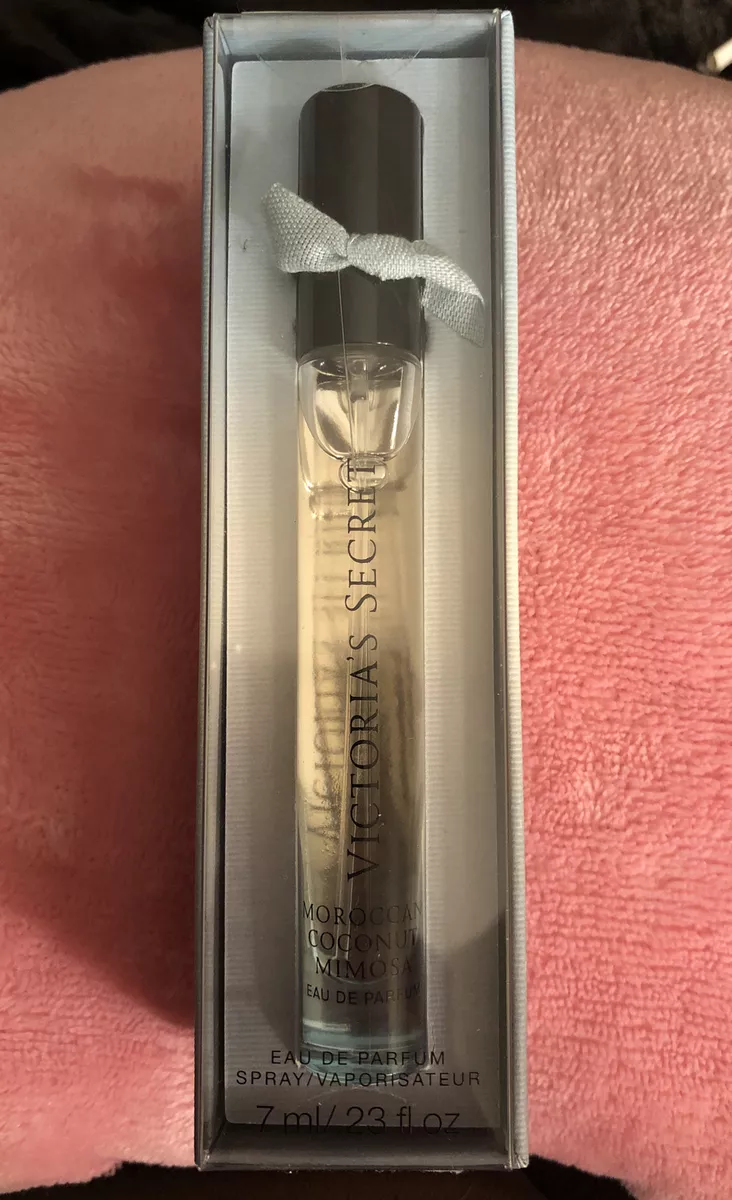 VICTORIA'S SECRET
MOROCCAN
COCONUT
MIMOSA
EAU DE PARFUM
EAU DE PARFUM
SPRAY/VAPORISATEUR
7 ml/.23 fl oz